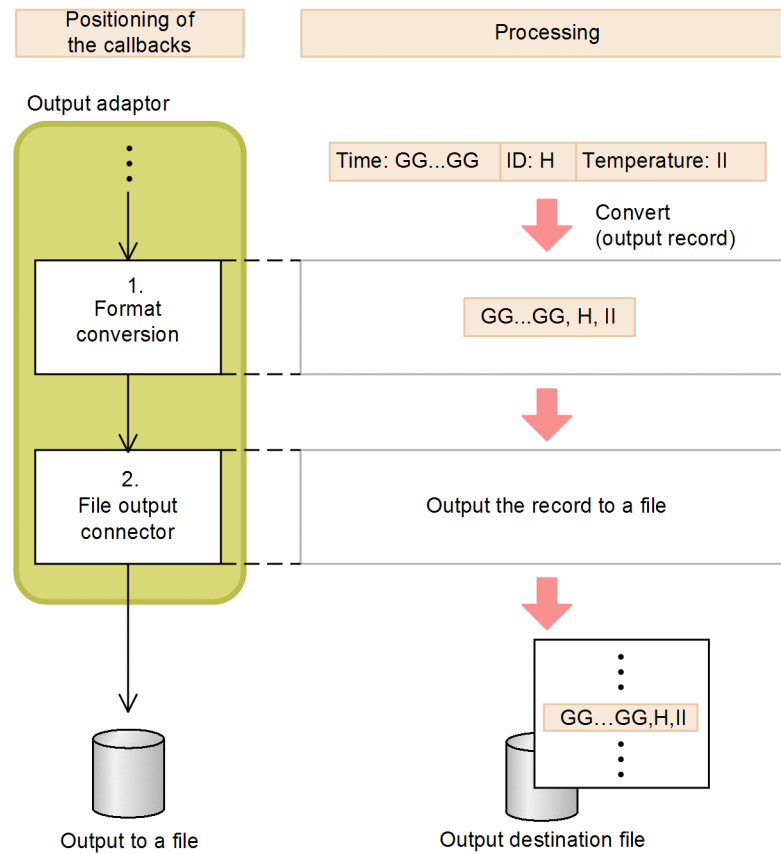 Positioning of
the callbacks
Processing
Output adaptor
Time: GG...GG
ID: H
Temperature: II
Convert
(output record)
1.
Format
conversion
GG...GG, H, II
2.
File output
connector
Output the record to a file
GG...GG,H,II
Output to a file
Output destination file